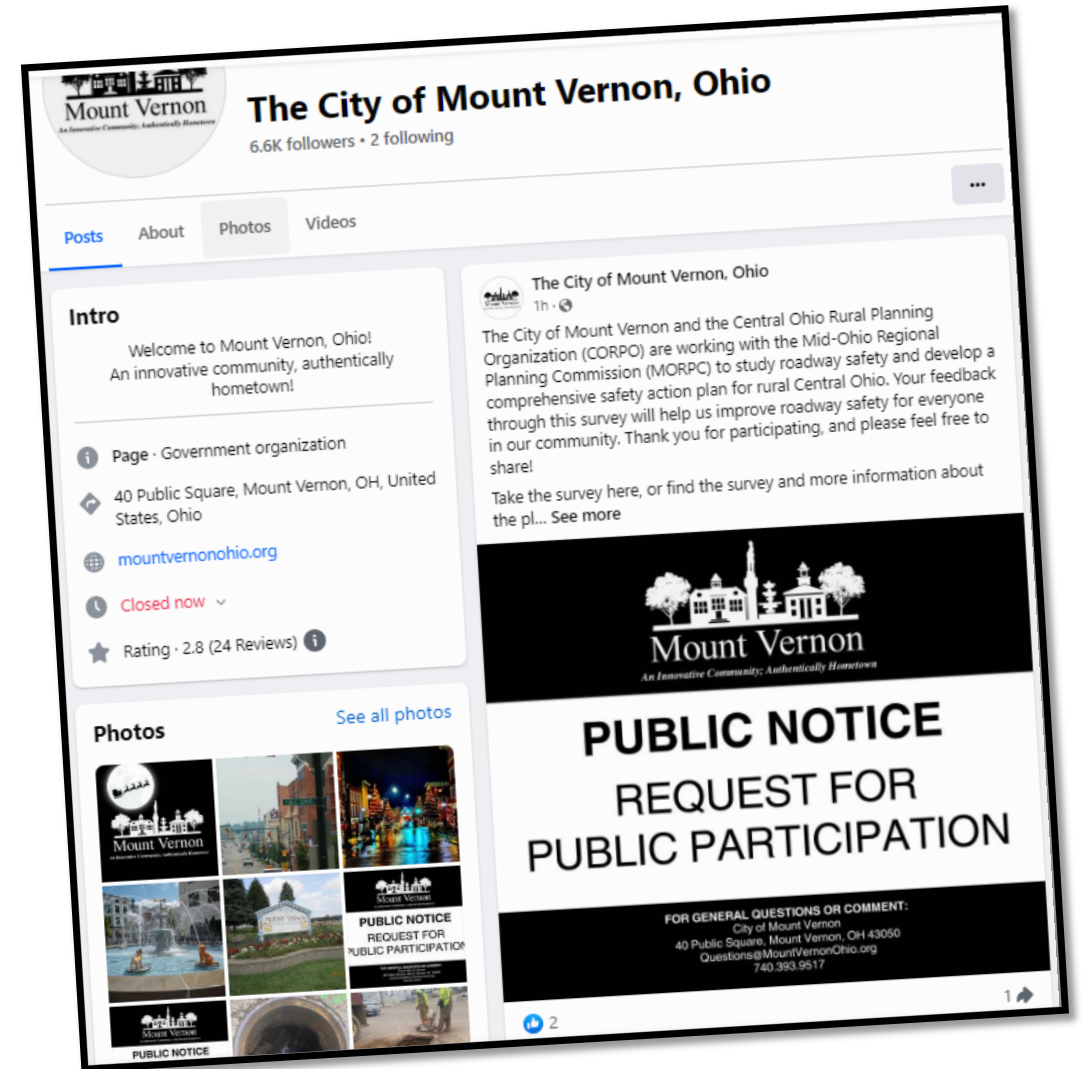 Mount Vernon
An Innovative Community; Authentically Hometown
The City of Mount Vernon, Ohio
6.6K followers • 2 following
Posts
About
Photos
Videos
Intro
Welcome to Mount Vernon, Ohio!
An innovative community, authentically
hometown!
Page · Government organization
40 Public Square, Mount Vernon, OH, United
States, Ohio
mountvernonohio.org
Closed now
Rating · 2.8 (24 Reviews)
Photos
See all photos
Mount Vernon
An Innovative Community; Authentically Hometown
Mount Vernon
PUBLIC NOTICE
REQUEST FOR
PUBLIC PARTICIPATION
Mount Vernon
PUBLIC NOTICE
The City of Mount Vernon, Ohio
1h ·
The City of Mount Vernon and the Central Ohio Rural Planning
Organization (CORPO) are working with the Mid-Ohio Regional
Planning Commission (MORPC) to study roadway safety and develop a
comprehensive safety action plan for rural Central Ohio. Your feedback
through this survey will help us improve roadway safety for everyone
in our community. Thank you for participating, and please feel free to
share!
Take the survey here, or find the survey and more information about
the pl... See more
Mount Vernon
An Innovative Community; Authentically Hometown
PUBLIC NOTICE
REQUEST FOR
PUBLIC PARTICIPATION
FOR GENERAL QUESTIONS OR COMMENT:
City of Mount Vernon
40 Public Square, Mount Vernon, OH 43050
Questions@MountVernonOhio.org
740.393.9517
2
1